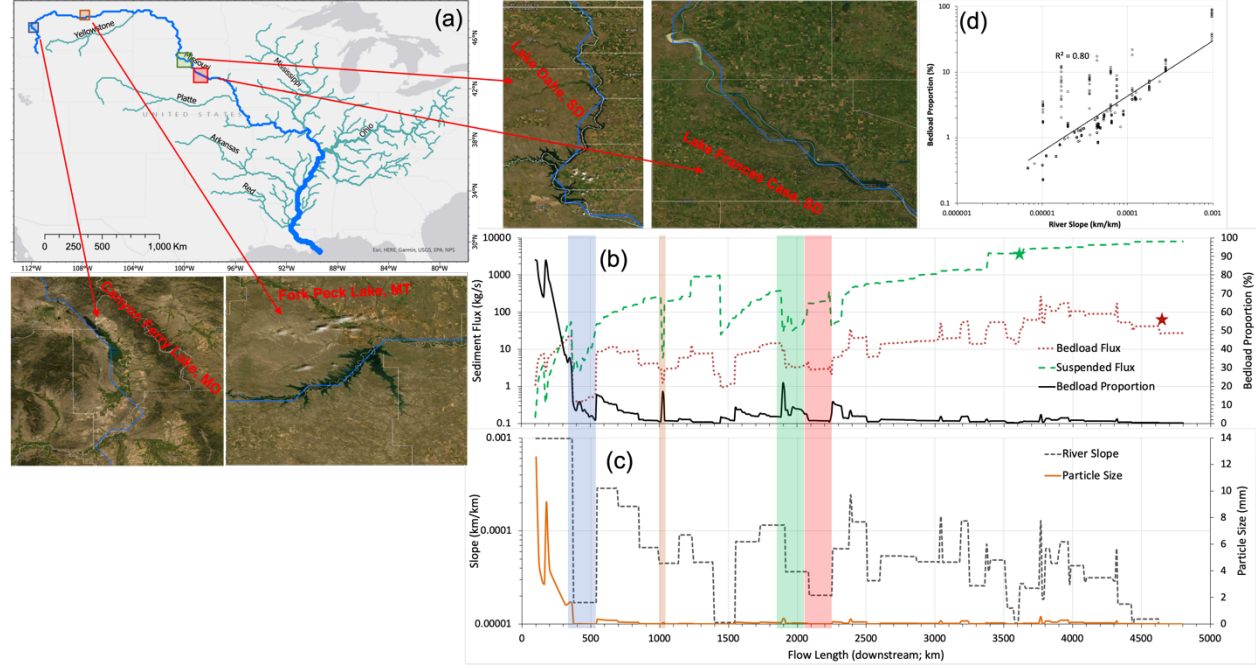 (a)
46°N
42°N
38°N
34°N
30°N
112°W 108°W 104°W 100°W 96°W 92°W 88°W 84°W 80°W
Yellowstone
Missouri
Mississippi
Platte
UNITED STATES
Ohio
Arkansas
Red
0 250 500 1,000 Km
Esri, HERE, Garmin, USGS, EPA, NPS
Lake Oahe, SD
Lake Frances Case, SD
Canyon Ferry Lake, MO
Fork Peck Lake, MT
(d)
Bedload Proportion (%)
100
10
1
0.1
0.01
R² = 0.80
0.000001 0.00001 0.0001 0.001
River Slope (km/km)
(b)
Sediment Flux (kg/s)
10000
1000
100
10
1
0.1
Bedload Flux
Suspended Flux
Bedload Proportion
100
90
80
70
60
50
40
30
20
10
0
Bedload Proportion (%)
(c)
Slope (km/km)
0.001
0.0001
0.00001
River Slope
Particle Size
14
12
10
8
6
4
2
0
Particle Size (mm)
0 500 1000 1500 2000 2500 3000 3500 4000 4500 5000
Flow Length (downstream; km)